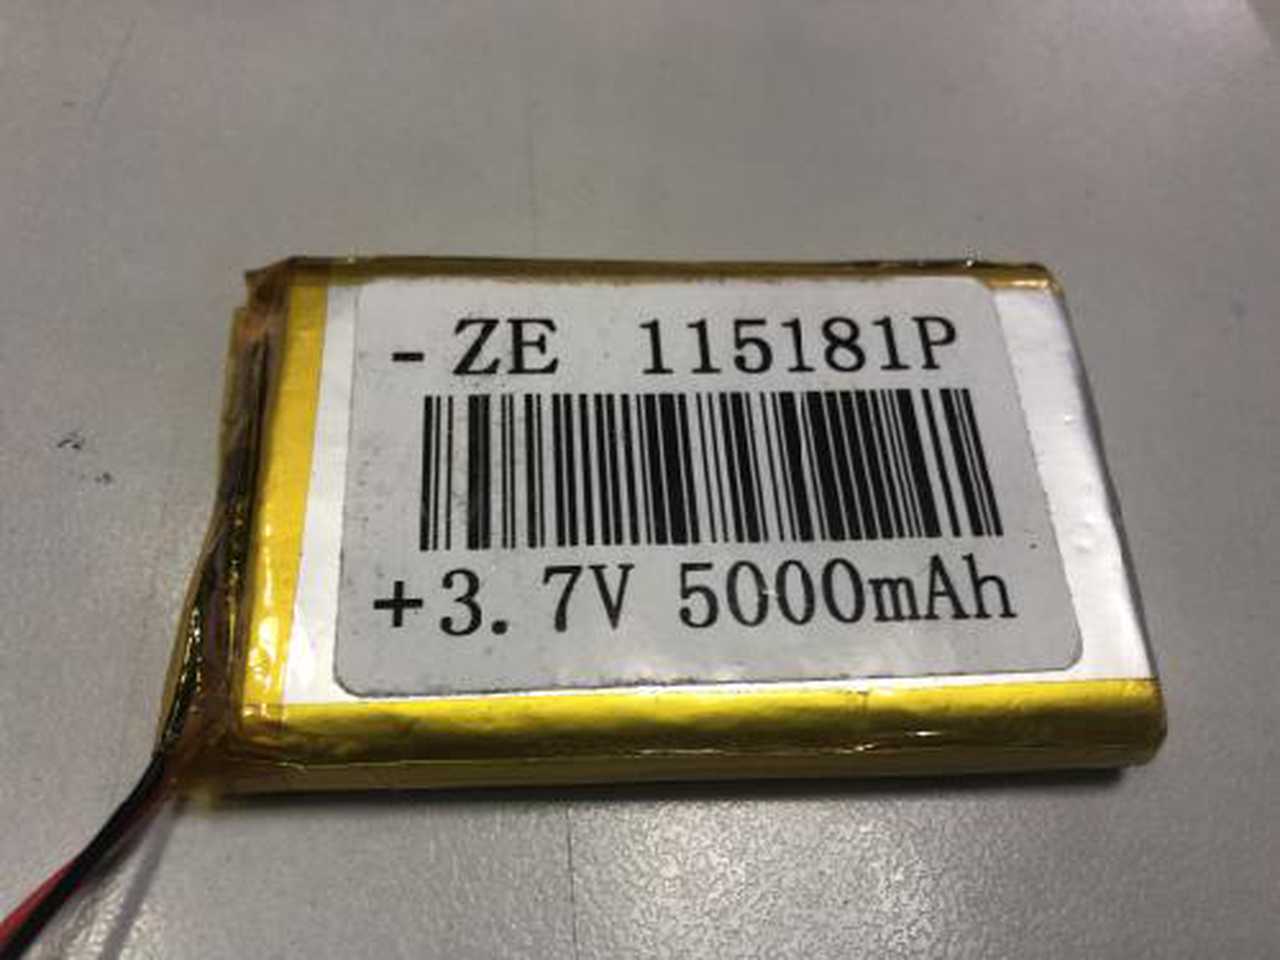 - ZE 115181P
+3.7V 5000mAh